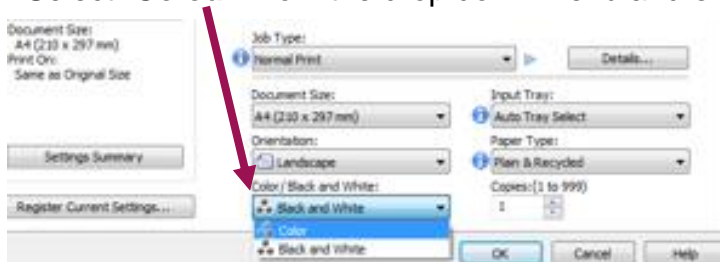 Document Size:
A4 (210 x 297 mm)
Print On:
Same as Original Size
Settings Summary
Register Current Settings...
Job Type:
Normal Print
Details...
Document Size:
A4 (210 x 297 mm)
Input Tray:
Auto Tray Select
Orientation:
Landscape
Paper Type:
Plain & Recycled
Color/ Black and White:
Black and White
Copies:(1 to 999)
1
Color
Black and White
OK
Cancel
Help